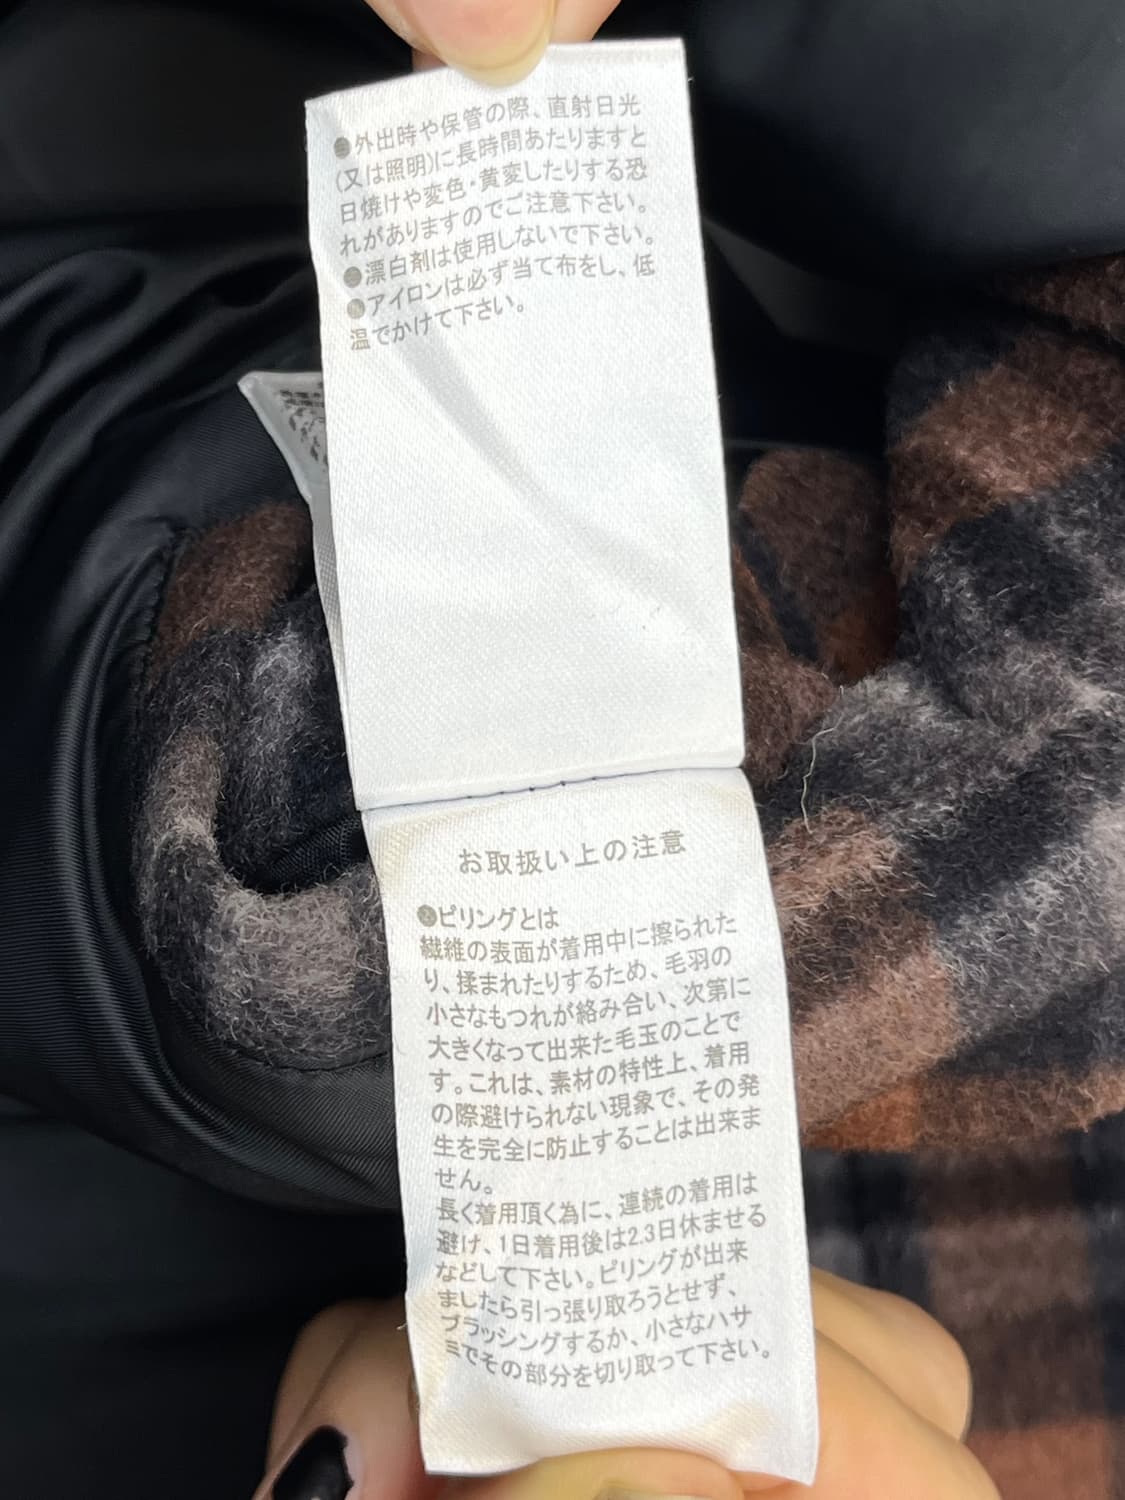 ●外出時や保管の際、直射日光
(又は照明)に長時間あたりますと
日焼けや変色・黄変したりする恐
れがありますのでご注意下さい。
●漂白剤は使用しないで下さい。
●アイロンは必ず当て布をし、低
温でかけて下さい。
お取扱い上の注意
●ピリングとは
繊維の表面が着用中に擦られた
り、揉まれたりするため、毛羽の
小さなもつれが絡み合い、次第に
大きくなって出来た毛玉のことで
す。これは、素材の特性上、着用
の際避けられない現象で、その発
生を完全に防止することは出来ま
せん。
長く着用頂く為に、連続の着用は
避け、1日着用後は2.3日休ませる
などして下さい。ピリングが出来
ましたら引っ張り取ろうとせず、
ブラッシングするか、小さなハサ
ミでその部分を切り取って下さい。